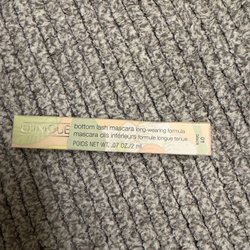 CLINIQUE
bottom lash mascara long-wearing formula
mascara cils inférieurs formule longue tenue
POIDS NET WT. .07 OZ./2 ml
01